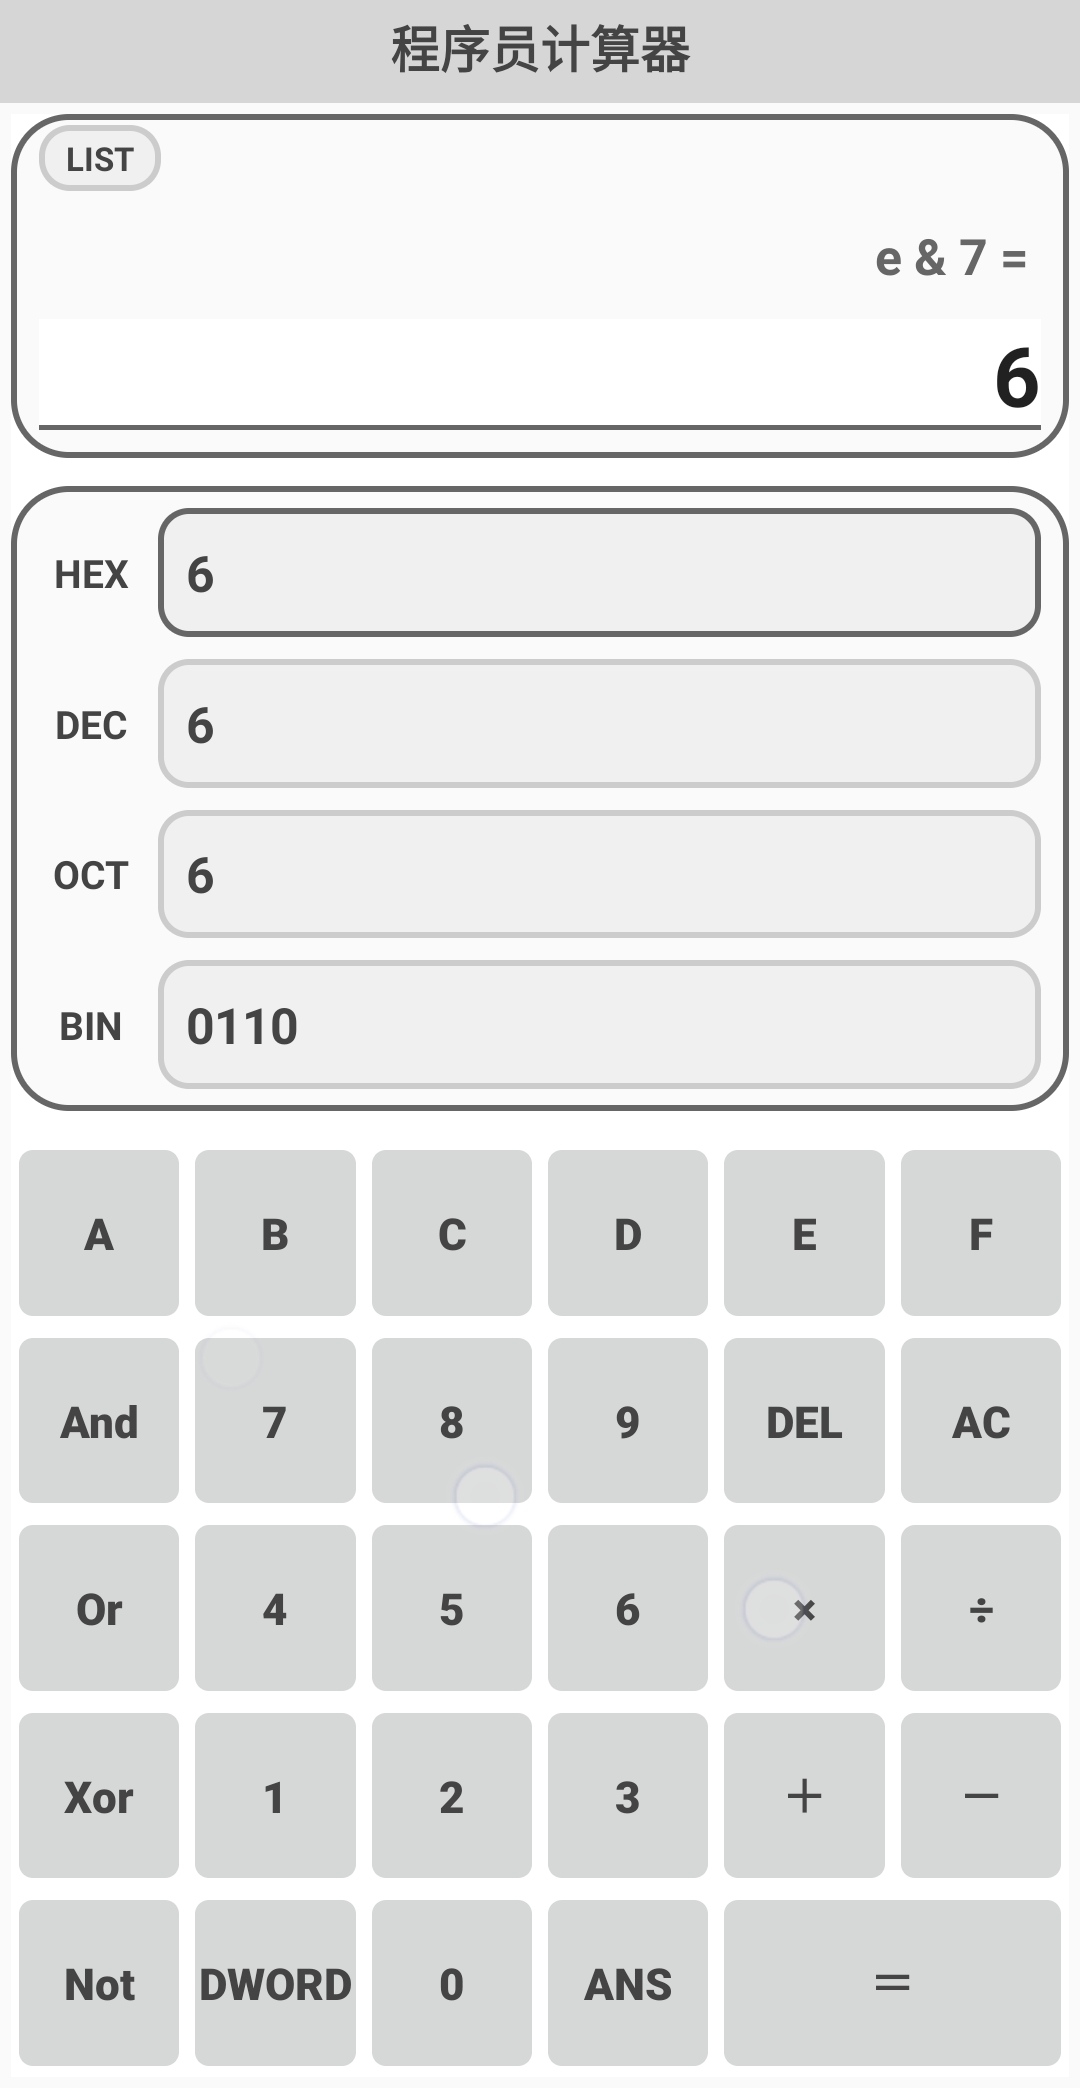 程序员计算器
LIST
e & 7 =
6
HEX 6
DEC 6
OCT 6
BIN 0110
A B C D E F
And 7 8 9 DEL AC
Or 4 5 6 × ÷
Xor 1 2 3 + −
Not DWORD 0 ANS =